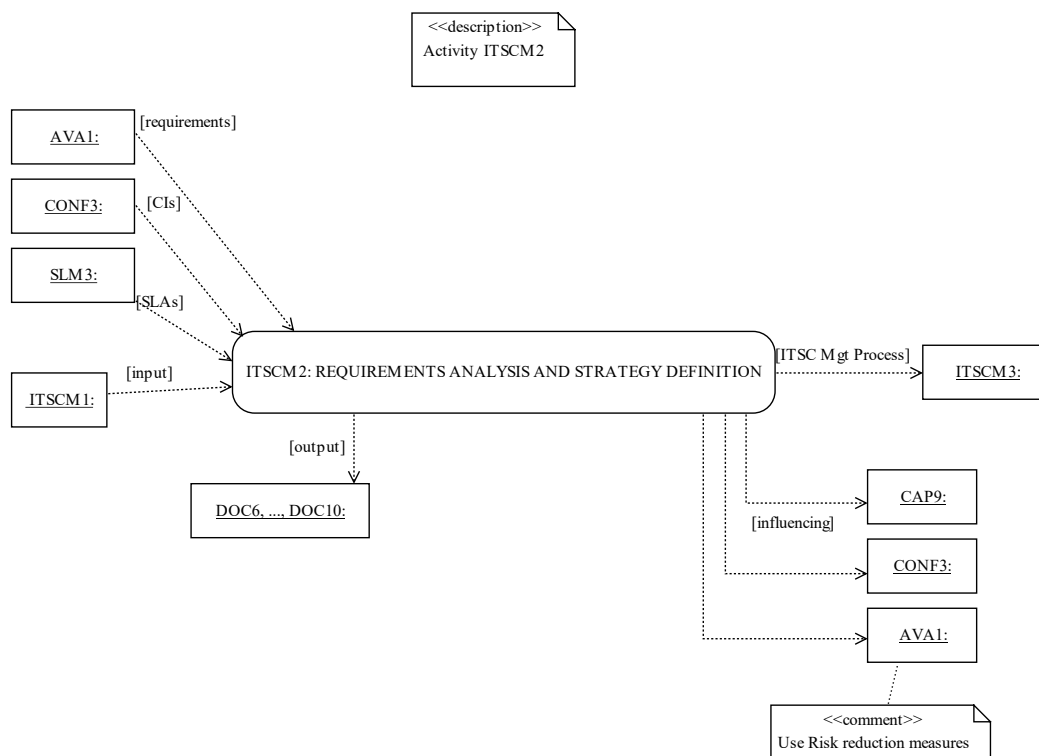 <<description>>
Activity ITSCM2
AVA1:
[requirements]
CONF3:
[CIs]
SLM3:
[SLAs]
ITSCM1:
[input]
ITSCM2: REQUIREMENTS ANALYSIS AND STRATEGY DEFINITION
[ITSC Mgt Process]
ITSCM3:
[output]
DOC6, ..., DOC10:
CAP9:
[influencing]
CONF3:
AVA1:
<<comment>>
Use Risk reduction measures